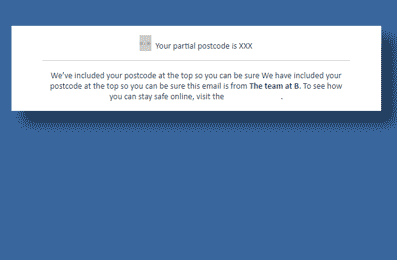 Your partial postcode is XXX
We've included your postcode at the top so you can be sure We have included your
postcode at the top so you can be sure this email is from The team at B. To see how
you can stay safe online, visit the .